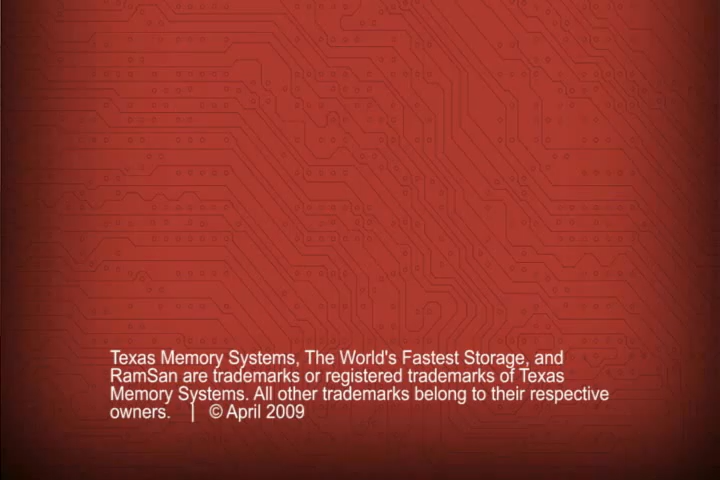 Texas Memory Systems, The World's Fastest Storage, and
RamSan are trademarks or registered trademarks of Texas
Memory Systems. All other trademarks belong to their respective
owners. | © April 2009